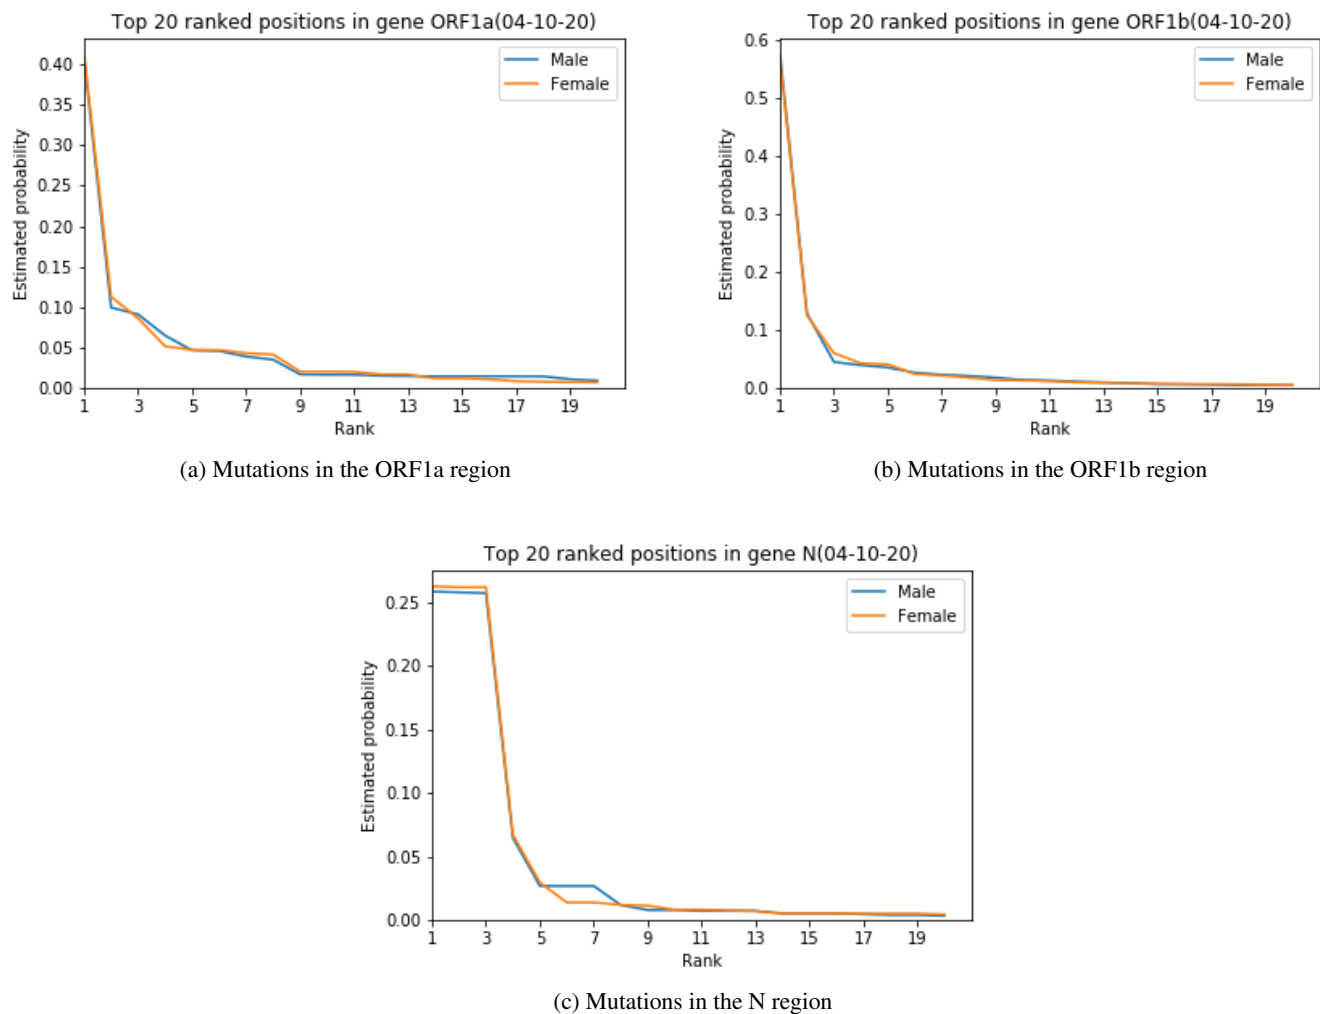 Top 20 ranked positions in gene ORF1a(04-10-20)
Estimated probability
0.40
0.35
0.30
0.25
0.20
0.15
0.10
0.05
0.00
Male
Female
1 3 5 7 9 11 13 15 17 19
Rank
(a) Mutations in the ORF1a region
Top 20 ranked positions in gene ORF1b(04-10-20)
Estimated probability
0.6
0.5
0.4
0.3
0.2
0.1
0.0
Male
Female
1 3 5 7 9 11 13 15 17 19
Rank
(b) Mutations in the ORF1b region
Top 20 ranked positions in gene N(04-10-20)
Estimated probability
0.25
0.20
0.15
0.10
0.05
0.00
Male
Female
1 3 5 7 9 11 13 15 17 19
Rank
(c) Mutations in the N region